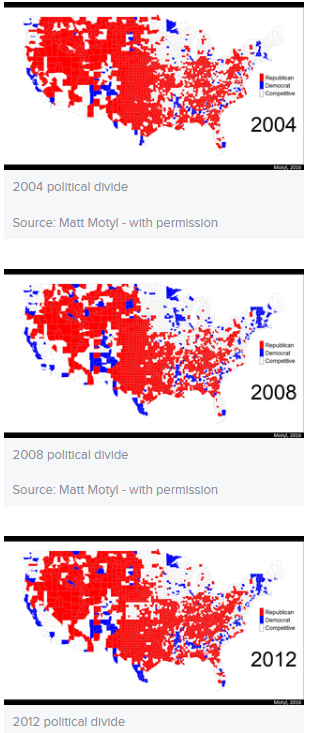 Republican
Democrat
Competitive
2004
Motyl, 2016
2004 political divide
Source: Matt Motyl - with permission
Republican
Democrat
Competitive
2008
Motyl, 2016
2008 political divide
Source: Matt Motyl - with permission
Republican
Democrat
Competitive
2012
Motyl, 2016
2012 political divide